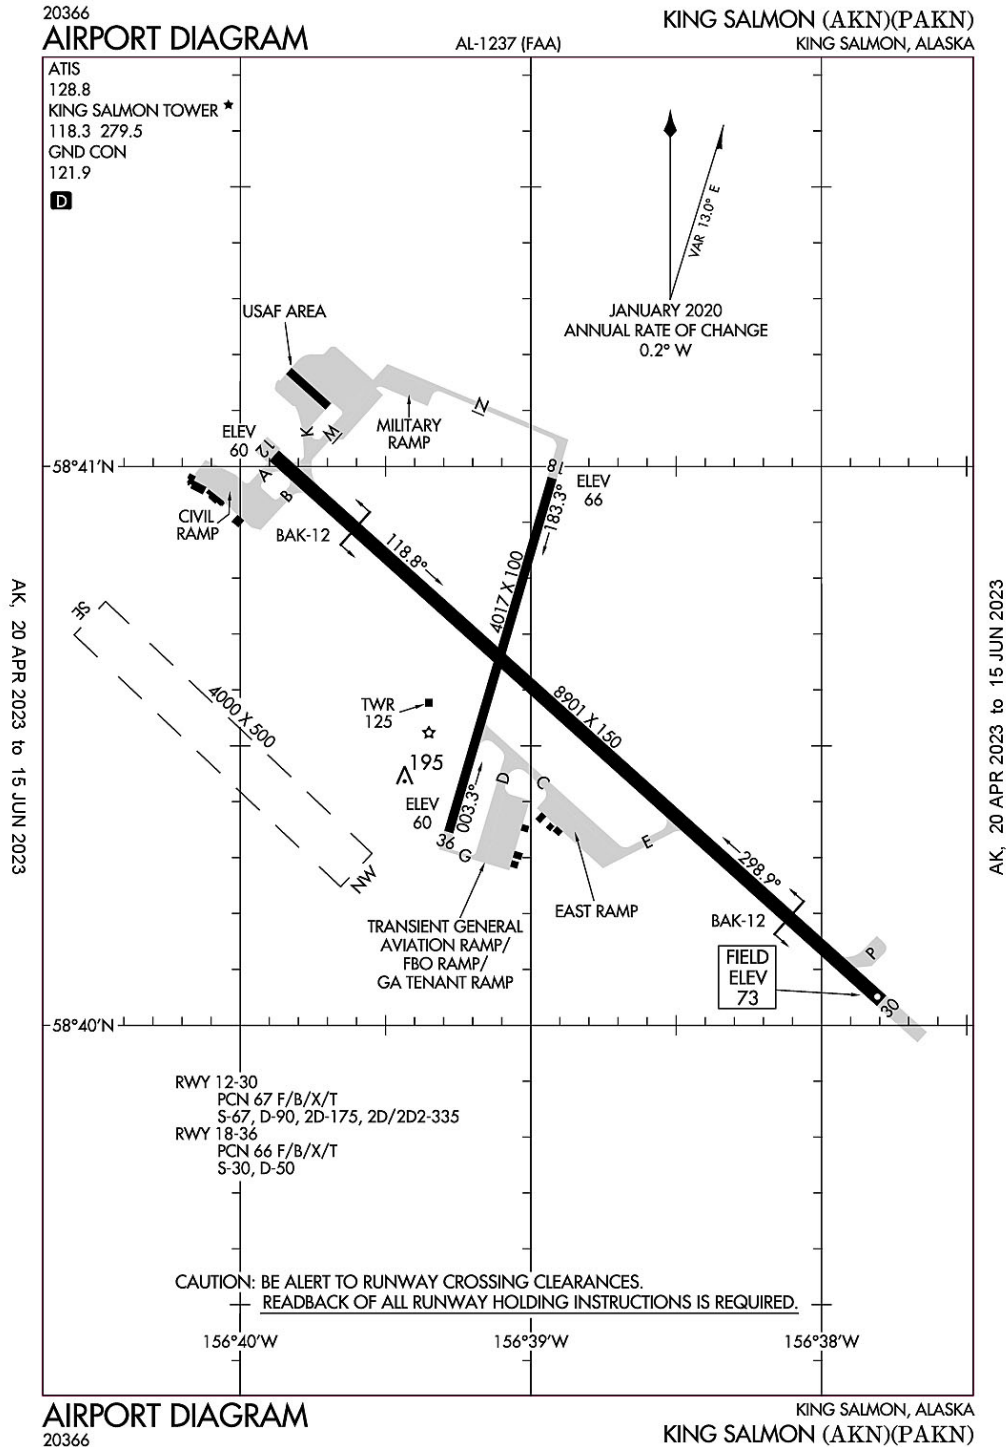 20366
AIRPORT DIAGRAM
AL-1237 (FAA)
KING SALMON (AKN)(PAKN)
KING SALMON, ALASKA
ATIS
128.8
KING SALMON TOWER ★
118.3 279.5
GND CON
121.9
D
VAR 13.0° E
JANUARY 2020
ANNUAL RATE OF CHANGE
0.2° W
USAF AREA
MILITARY
RAMP
N
K
M
ELEV
60
12
58°41'N
A
B
CIVIL
RAMP
BAK-12
118.8°
18
ELEV
66
183.3°
4017 X 100
SE
4000 X 500
NW
8901 X 150
TWR
125
195
ELEV
60
003.3°
36
G
D
C
E
EAST RAMP
TRANSIENT GENERAL
AVIATION RAMP/
FBO RAMP/
GA TENANT RAMP
298.9°
BAK-12
P
FIELD
ELEV
73
30
58°40'N
RWY 12-30
PCN 67 F/B/X/T
S-67, D-90, 2D-175, 2D/2D2-335
RWY 18-36
PCN 66 F/B/X/T
S-30, D-50
CAUTION: BE ALERT TO RUNWAY CROSSING CLEARANCES.
READBACK OF ALL RUNWAY HOLDING INSTRUCTIONS IS REQUIRED.
156°40'W
156°39'W
156°38'W
AK, 20 APR 2023 to 15 JUN 2023
AK, 20 APR 2023 to 15 JUN 2023
AIRPORT DIAGRAM
20366
KING SALMON, ALASKA
KING SALMON (AKN)(PAKN)